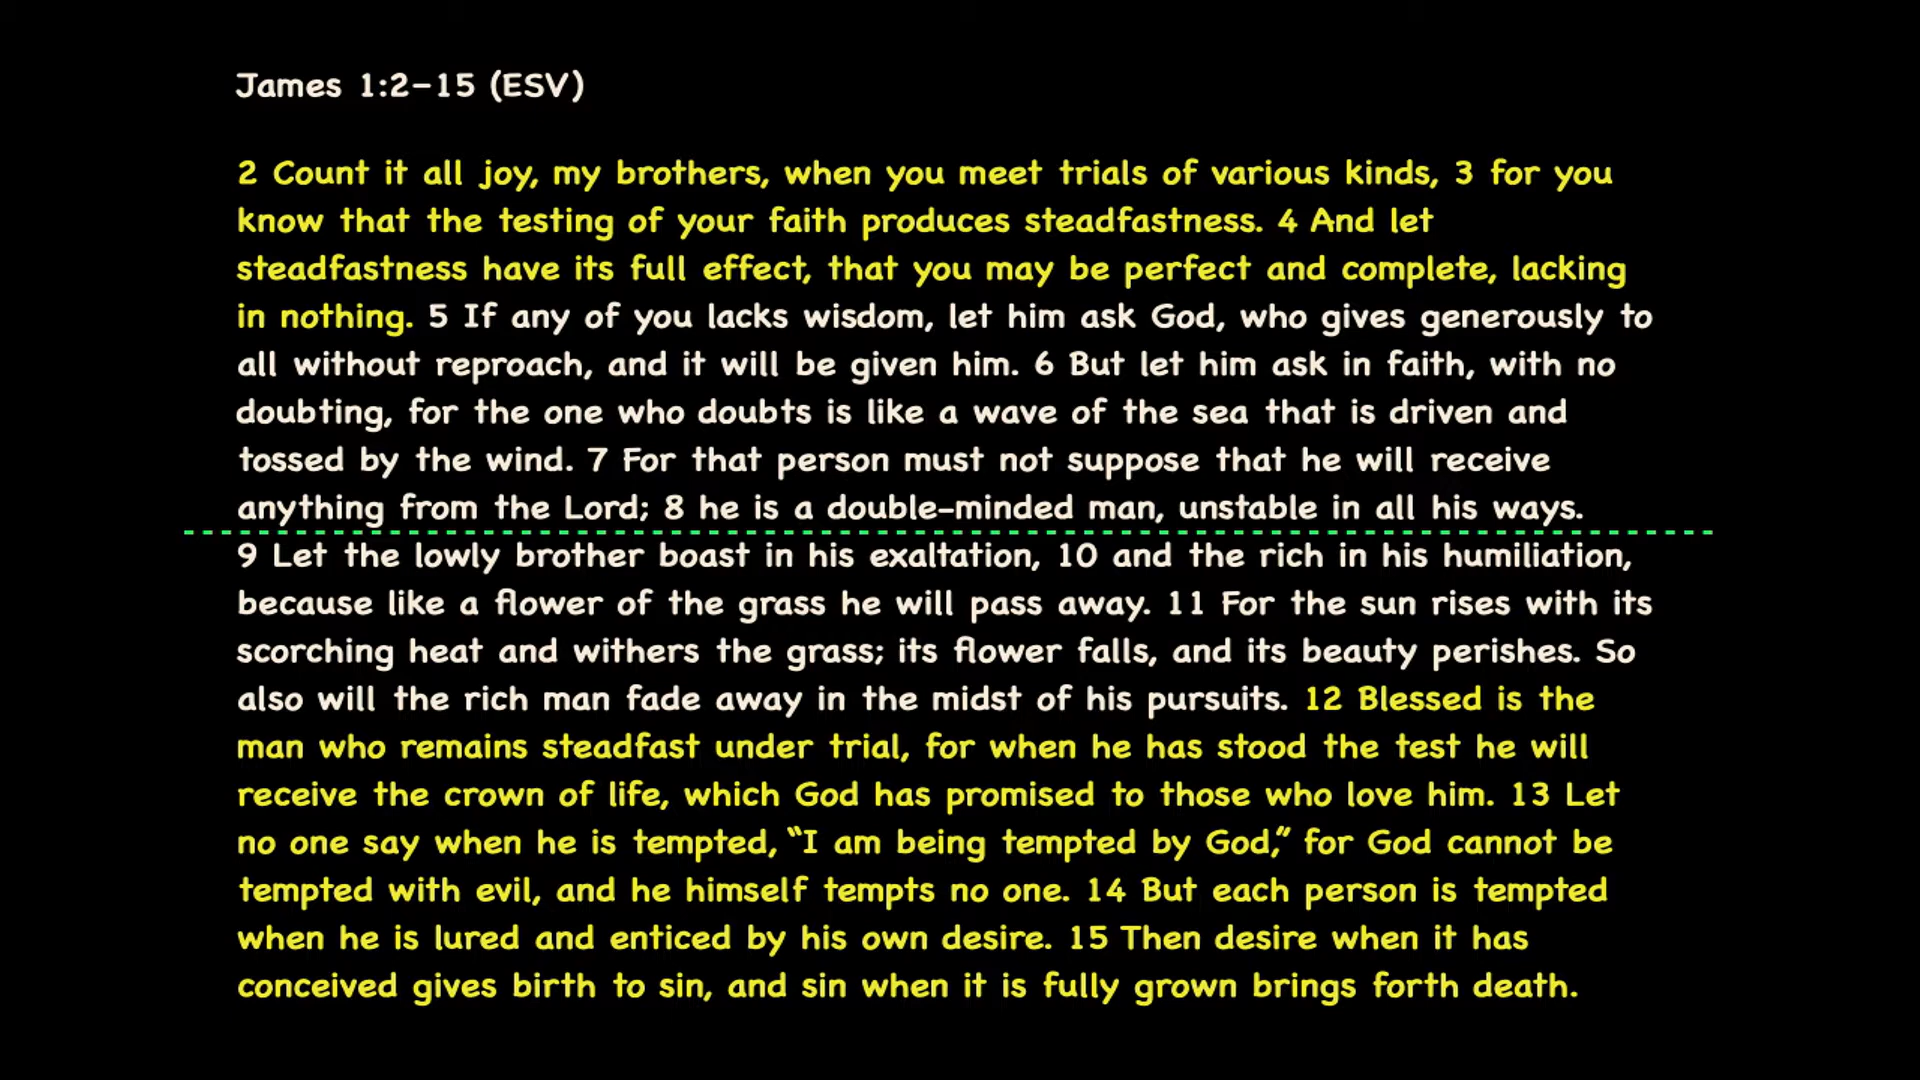 James 1:2–15 (ESV)
2 Count it all joy, my brothers, when you meet trials of various kinds, 3 for you
know that the testing of your faith produces steadfastness. 4 And let
steadfastness have its full effect, that you may be perfect and complete, lacking
in nothing. 5 If any of you lacks wisdom, let him ask God, who gives generously to
all without reproach, and it will be given him. 6 But let him ask in faith, with no
doubting, for the one who doubts is like a wave of the sea that is driven and
tossed by the wind. 7 For that person must not suppose that he will receive
anything from the Lord; 8 he is a double–minded man, unstable in all his ways.
9 Let the lowly brother boast in his exaltation, 10 and the rich in his humiliation,
because like a flower of the grass he will pass away. 11 For the sun rises with its
scorching heat and withers the grass; its flower falls, and its beauty perishes. So
also will the rich man fade away in the midst of his pursuits. 12 Blessed is the
man who remains steadfast under trial, for when he has stood the test he will
receive the crown of life, which God has promised to those who love him. 13 Let
no one say when he is tempted, “I am being tempted by God,” for God cannot be
tempted with evil, and he himself tempts no one. 14 But each person is tempted
when he is lured and enticed by his own desire. 15 Then desire when it has
conceived gives birth to sin, and sin when it is fully grown brings forth death.